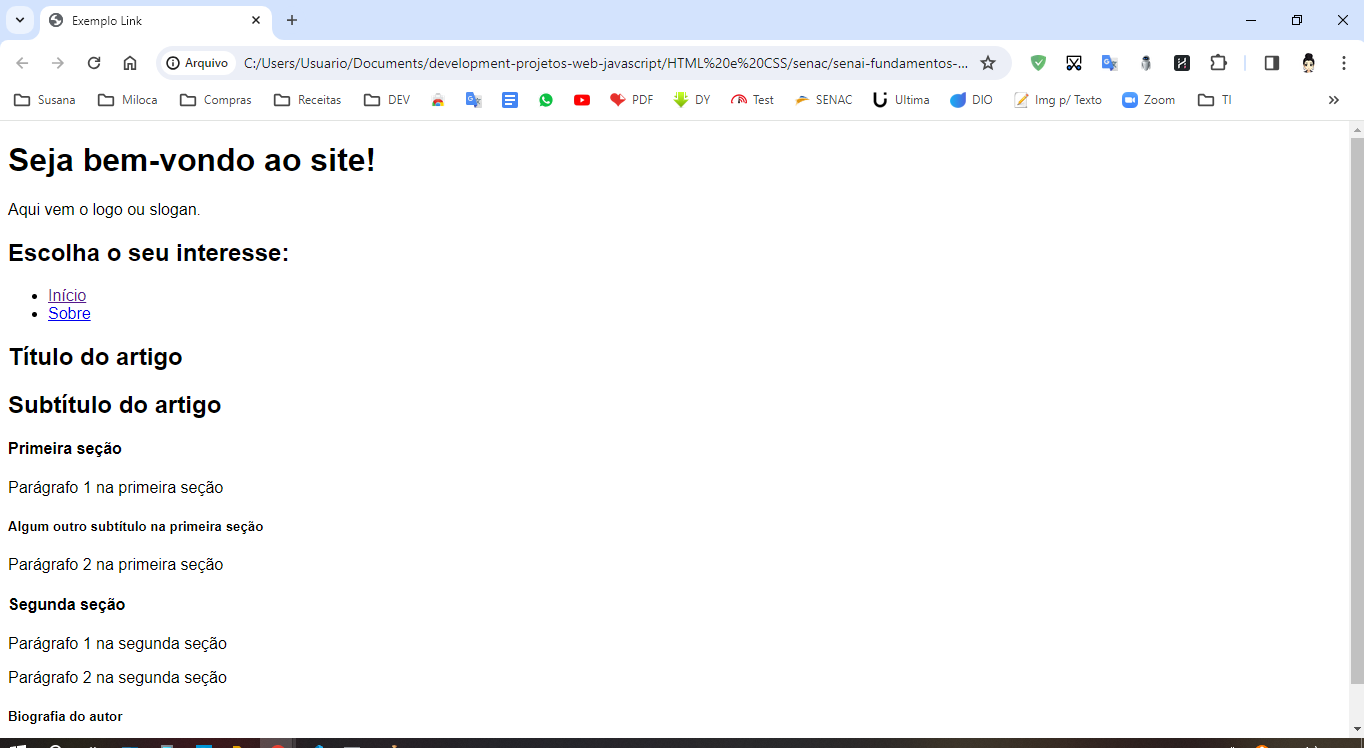 Exemplo Link
Arquivo
C:/Users/Usuario/Documents/development-projetos-web-javascript/HTML%20e%20CSS/senac/senai-fundamentos-...
Susana Miloca Compras Receitas DEV PDF DY Test SENAC Ultima DIO Img p/ Texto Zoom TI
Seja bem-vondo ao site!
Aqui vem o logo ou slogan.
Escolha o seu interesse:
Início
Sobre
Título do artigo
Subtítulo do artigo
Primeira seção
Parágrafo 1 na primeira seção
Algum outro subtítulo na primeira seção
Parágrafo 2 na primeira seção
Segunda seção
Parágrafo 1 na segunda seção
Parágrafo 2 na segunda seção
Biografia do autor